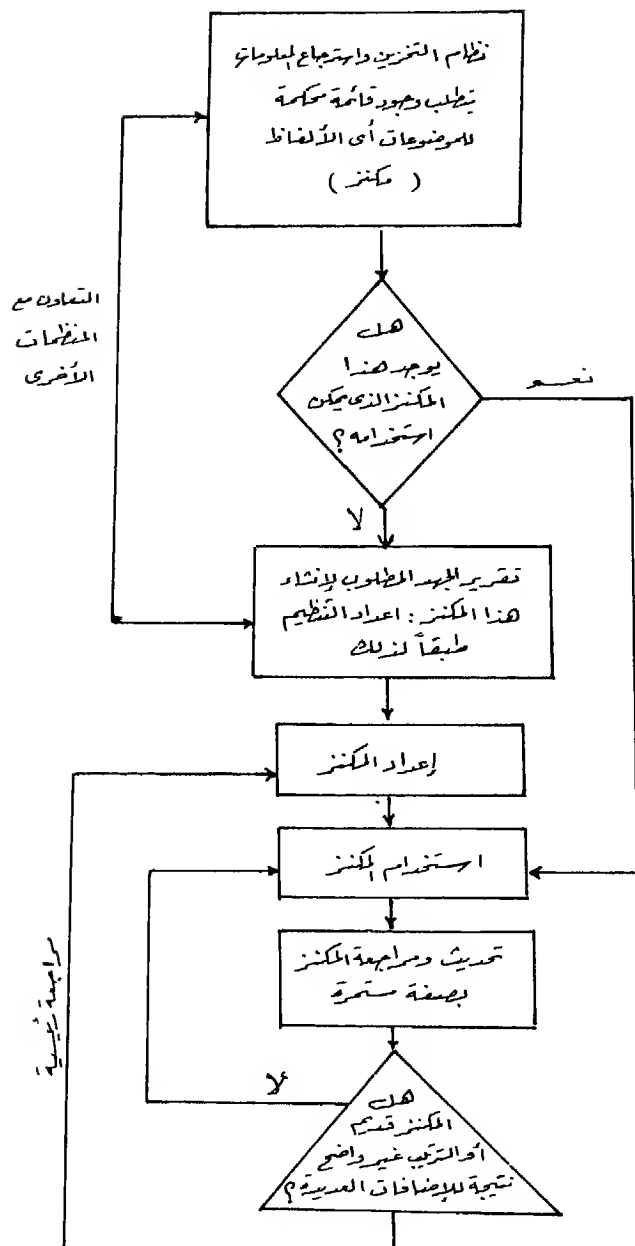 نظام التخزين واسترجاع المعلومات
يتطلب وجود قائمة محكمة
للموضوعات أى الألفاظ
( مكنز )
التعاون مع
المنظمات
الأخرى
هل
يوجد هذا
المكنز الذى يمكن
استخدامه ؟
نعم
لا
تقرير الجهد المطلوب لإنشاء
هذا المكنز : اعداد التنظيم
طبقاً لذلك
إعداد المكنز
استخدام المكنز
تحديث ومراجعة المكنز
بصفة مستمرة
مراجعة رئيسية
لا
هل
المكنز قديم
أو الترتيب غير واضح
نتيجة للإضافات العديدة ؟